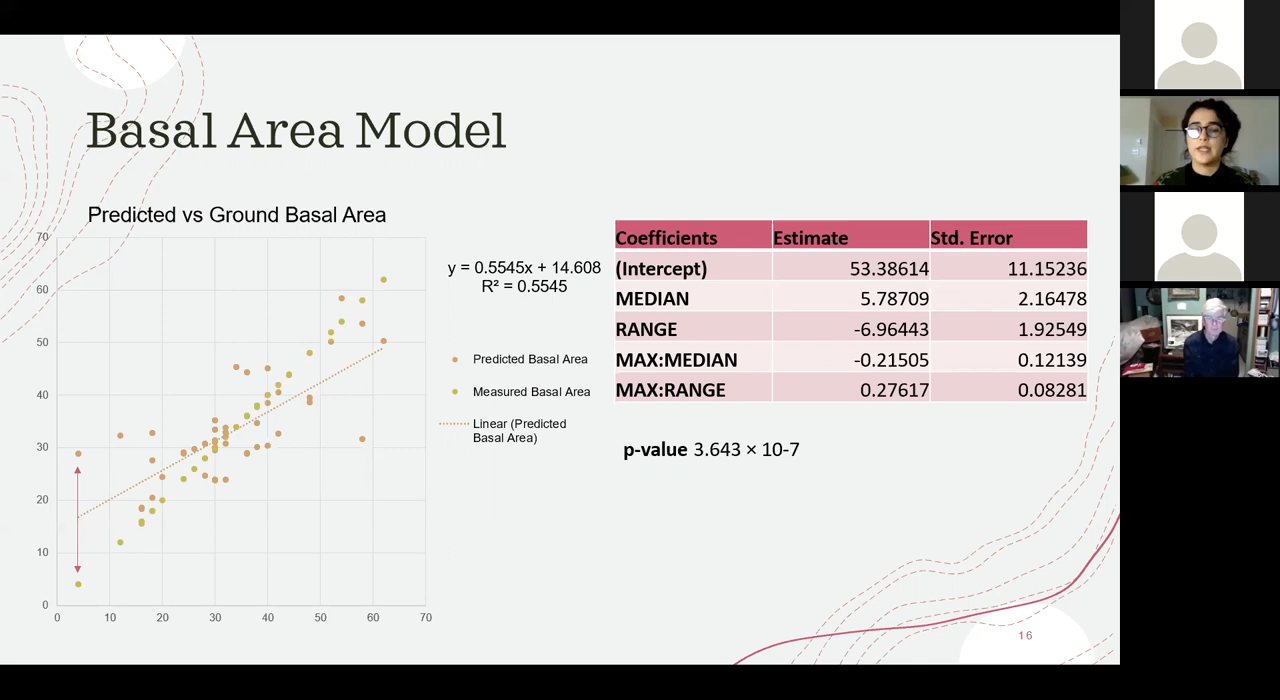 Basal Area Model
Predicted vs Ground Basal Area
70
60
50
40
30
20
10
0
0 10 20 30 40 50 60 70
y = 0.5545x + 14.608
R² = 0.5545
Predicted Basal Area
Measured Basal Area
Linear (Predicted
Basal Area)
Coefficients Estimate Std. Error
(Intercept) 53.38614 11.15236
MEDIAN 5.78709 2.16478
RANGE -6.96443 1.92549
MAX:MEDIAN -0.21505 0.12139
MAX:RANGE 0.27617 0.08281
p-value 3.643 × 10-7
16